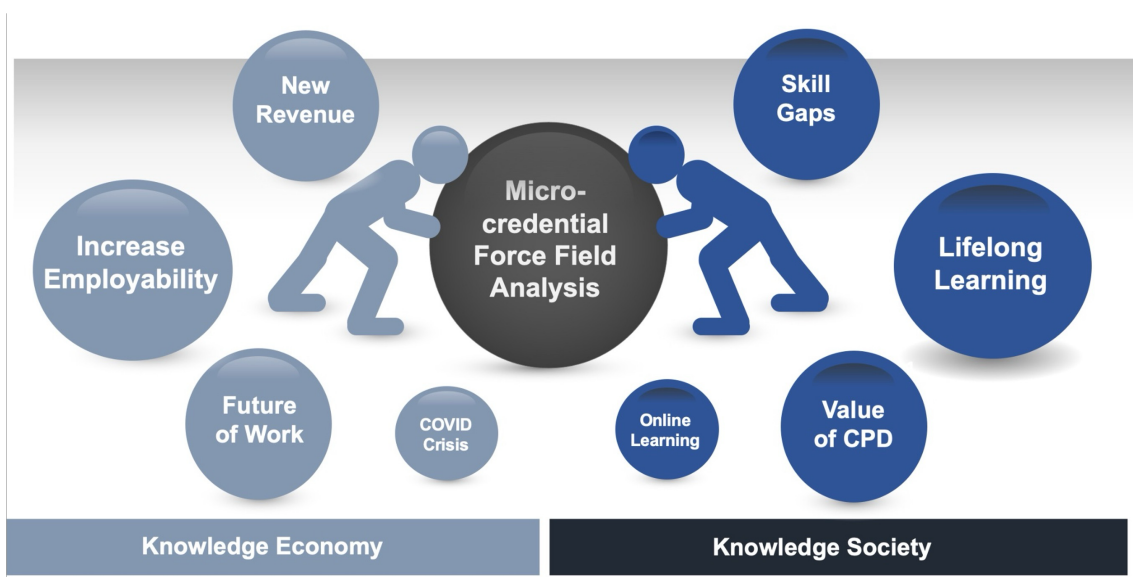 New
Revenue
Skill
Gaps
Micro-
credential
Force Field
Analysis
Increase
Employability
Lifelong
Learning
Future
of Work
COVID
Crisis
Online
Learning
Value
of CPD
Knowledge Economy
Knowledge Society